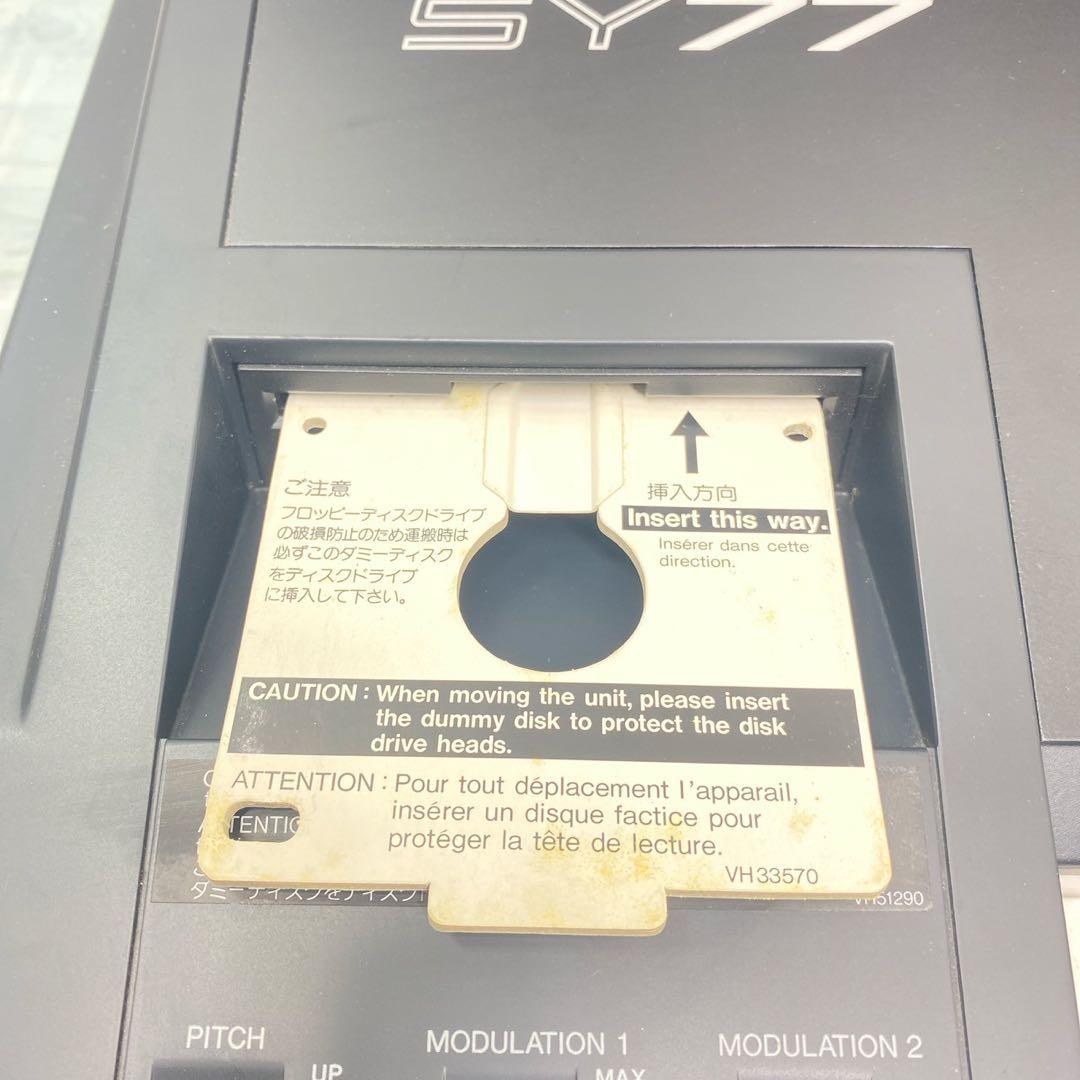 SY77
ご注意
フロッピーディスクドライブ
の破損防止のため運搬時は
必ずこのダミーディスク
をディスクドライブ
に挿入して下さい。
挿入方向
Insert this way.
Insérer dans cette
direction.
CAUTION : When moving the unit, please insert
the dummy disk to protect the disk
drive heads.
ATTENTION : Pour tout déplacement l'appareil,
insérer un disque factice pour
protéger la tête de lecture.
VH33570
VH51290
PITCH
UP
MODULATION 1
MAX
MODULATION 2